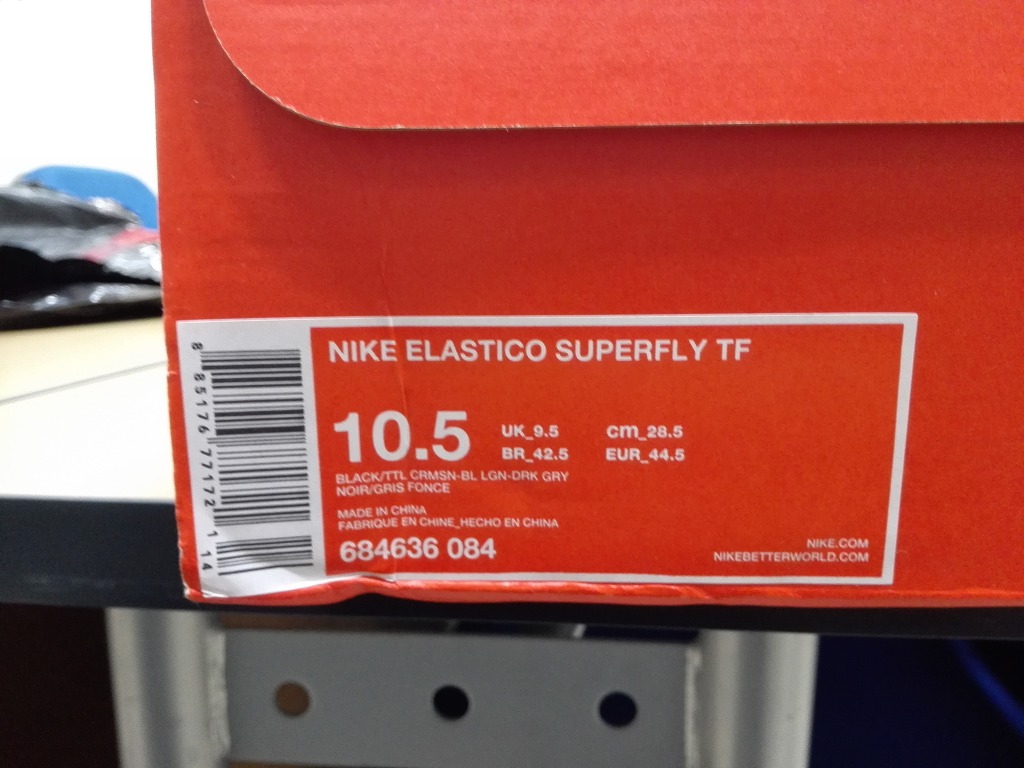 NIKE ELASTICO SUPERFLY TF
10.5
UK_9.5 cm_28.5
BR_42.5 EUR_44.5
BLACK/TTL CRMSN-BL LGN-DRK GRY
NOIR/GRIS FONCE
MADE IN CHINA
FABRIQUE EN CHINE_HECHO EN CHINA
684636 084
NIKE.COM
NIKEBETTERWORLD.COM
8 85176 77172 1 14